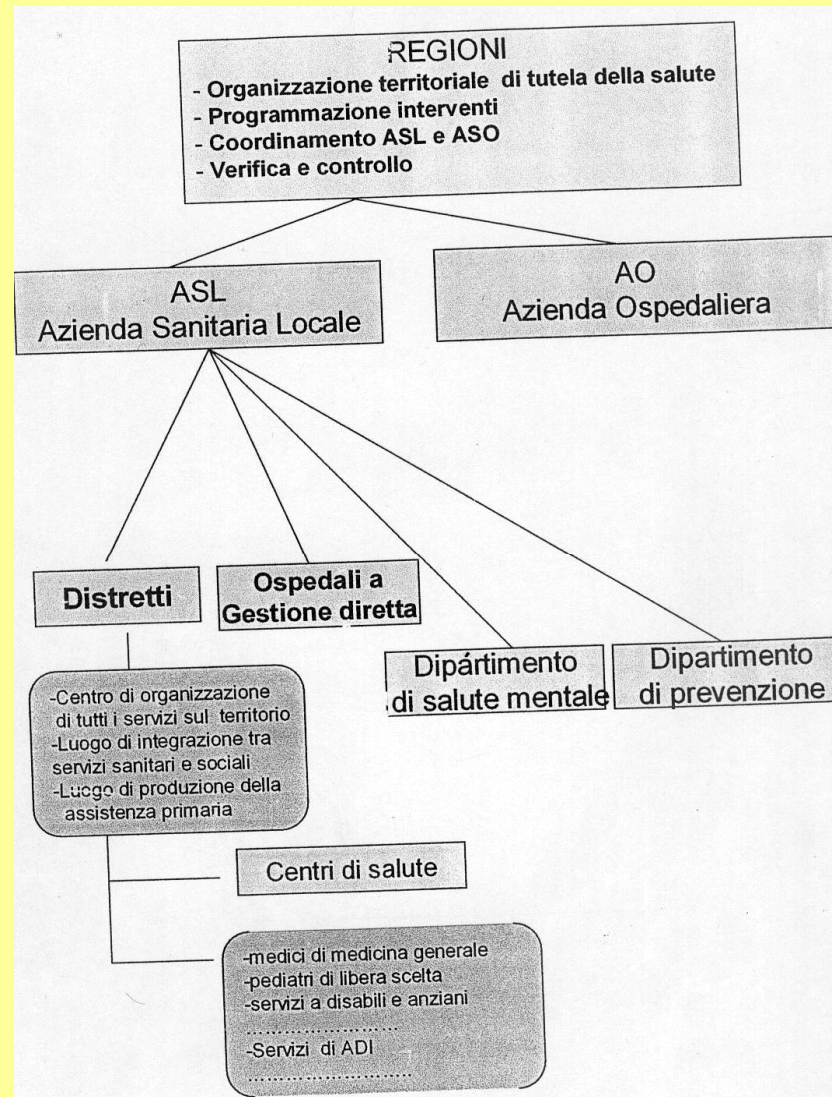 REGIONI
- Organizzazione territoriale di tutela della salute
- Programmazione interventi
- Coordinamento ASL e ASO
- Verifica e controllo
ASL
Azienda Sanitaria Locale
AO
Azienda Ospedaliera
Distretti
Ospedali a
Gestione diretta
Dipártimento
di salute mentale
Dipartimento
di prevenzione
-Centro di organizzazione
di tutti i servizi sul territorio
-Luogo di integrazione tra
servizi sanitari e sociali
-Luogo di produzione della
assistenza primaria
Centri di salute
-medici di medicina generale
-pediatri di libera scelta
-servizi a disabili e anziani
……………………
-Servizi di ADI
……………………..